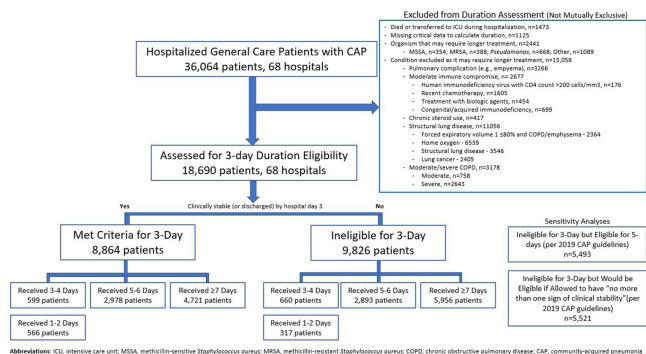 Hospitalized General Care Patients with CAP
36,064 patients, 68 hospitals
Excluded from Duration Assessment (Not Mutually Exclusive)
- Died or transferred to ICU during hospitalization, n=1473
- Missing critical data to calculate duration, n=1125
- Organism that may require longer treatment, n=2441
- MSSA, n=354; MRSA, n=388; Pseudomonas, n=668; Other, n=1089
- Condition excluded as it may require longer treatment, n=15,059
- Pulmonary complication (e.g., empyema), n=3266
- Moderate immune compromise, n= 2677
- Human immunodeficiency virus with CD4 count >200 cells/mm3, n=176
- Recent chemotherapy, n=1605
- Treatment with biologic agents, n=454
- Congenital/acquired immunodeficiency, n=699
- Chronic steroid use, n=417
- Structural lung disease, n=11056
- Forced expiratory volume 1 ≤80% and COPD/emphysema - 2364
- Home oxygen - 6539
- Structural lung disease - 3546
- Lung cancer - 2405
- Moderate/severe COPD, n=3178
- Moderate, n=758
- Severe, n=2643
Assessed for 3-day Duration Eligibility
18,690 patients, 68 hospitals
Yes
Clinically stable (or discharged) by hospital day 3
No
Met Criteria for 3-Day
8,864 patients
Ineligible for 3-Day
9,826 patients
Received 3-4 Days
599 patients
Received 5-6 Days
2,978 patients
Received ≥7 Days
4,721 patients
Received 1-2 Days
566 patients
Received 3-4 Days
660 patients
Received 5-6 Days
2,893 patients
Received ≥7 Days
5,956 patients
Received 1-2 Days
317 patients
Sensitivity Analyses
Ineligible for 3-Day but Eligible for 5-
days (per 2019 CAP guidelines)
n=5,493
Ineligible for 3-Day but Would be
Eligible if Allowed to have "no more
than one sign of clinical stability"(per
2019 CAP guidelines)
n=5,521
Abbreviations: ICU, intensive care unit; MSSA, methicillin-sensitive Staphylococcus aureus; MRSA, methicillin-resistant Staphylococcus aureus; COPD, chronic obstructive pulmonary disease; CAP, community-acquired pneumonia